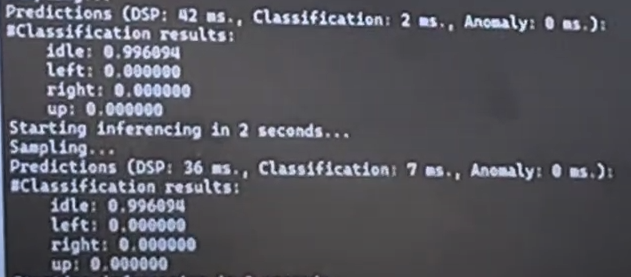 Predictions (DSP: 42 ms., Classification: 2 ms., Anomaly: 0 ms.):
#Classification results:
idle: 0.996094
left: 0.000000
right: 0.000000
up: 0.000000
Starting inferencing in 2 seconds...
Sampling...
Predictions (DSP: 36 ms., Classification: 7 ms., Anomaly: 0 ms.):
#Classification results:
idle: 0.996094
left: 0.000000
right: 0.000000
up: 0.000000